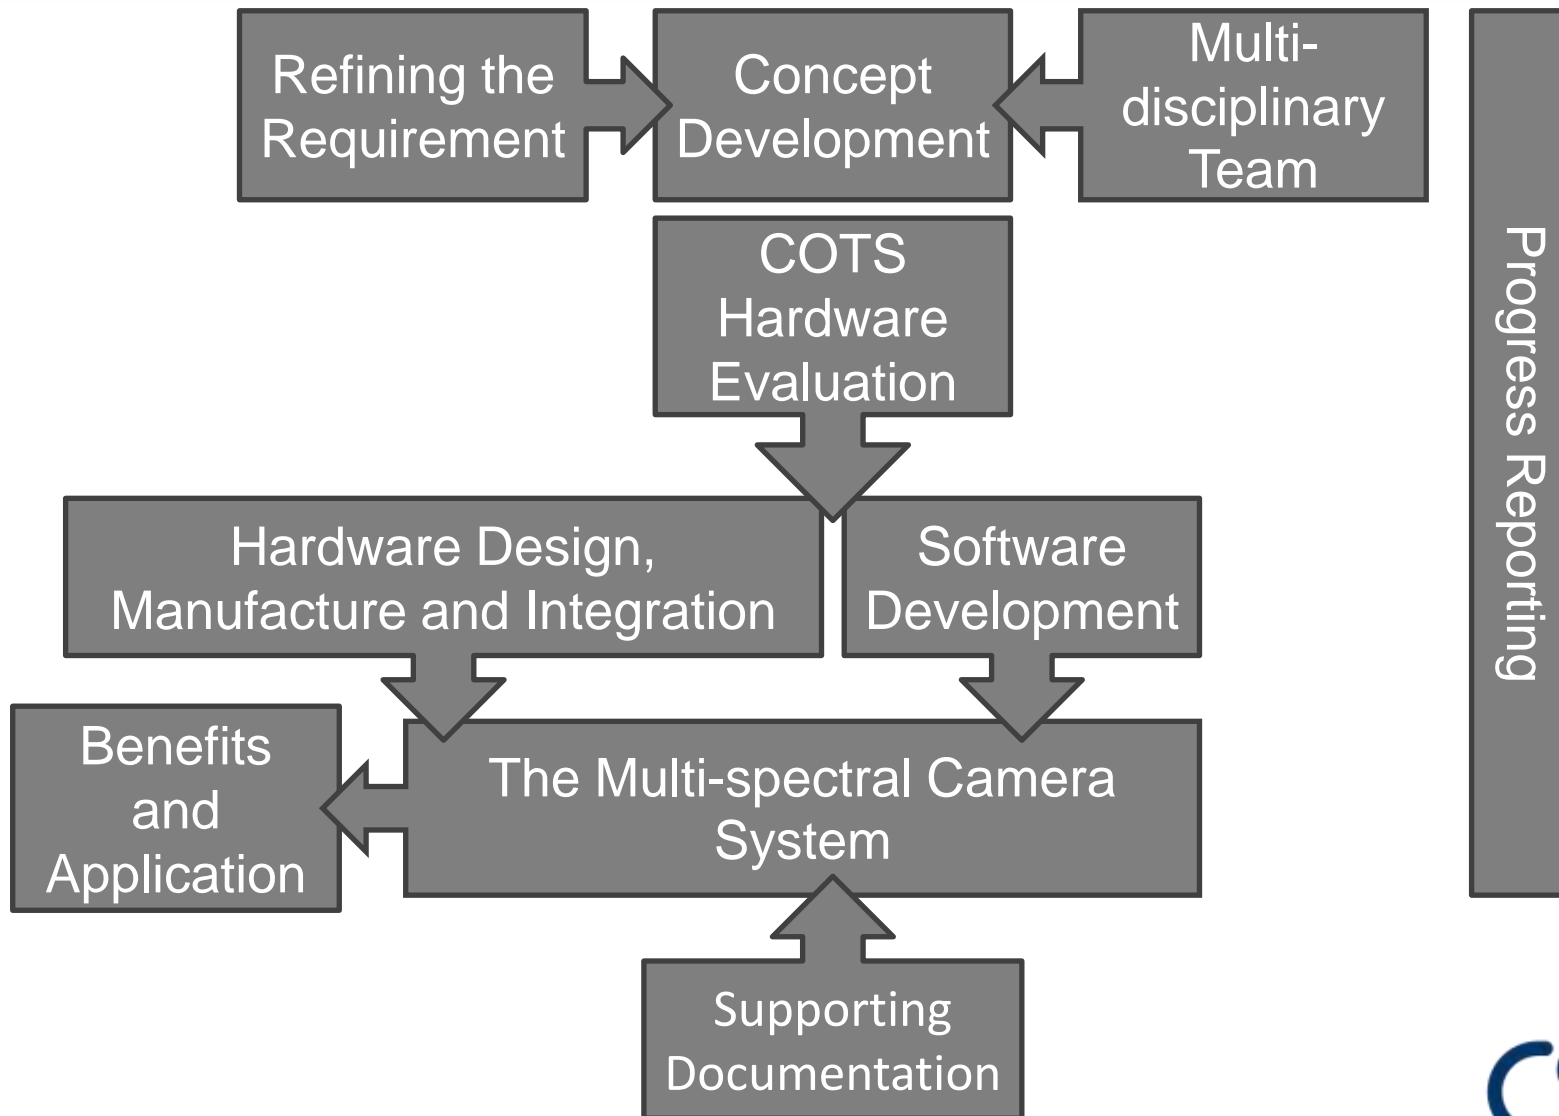 Refining the
Requirement
Concept
Development
Multi-
disciplinary
Team
COTS
Hardware
Evaluation
Hardware Design,
Manufacture and Integration
Software
Development
Benefits
and
Application
The Multi-spectral Camera
System
Supporting
Documentation
Progress Reporting